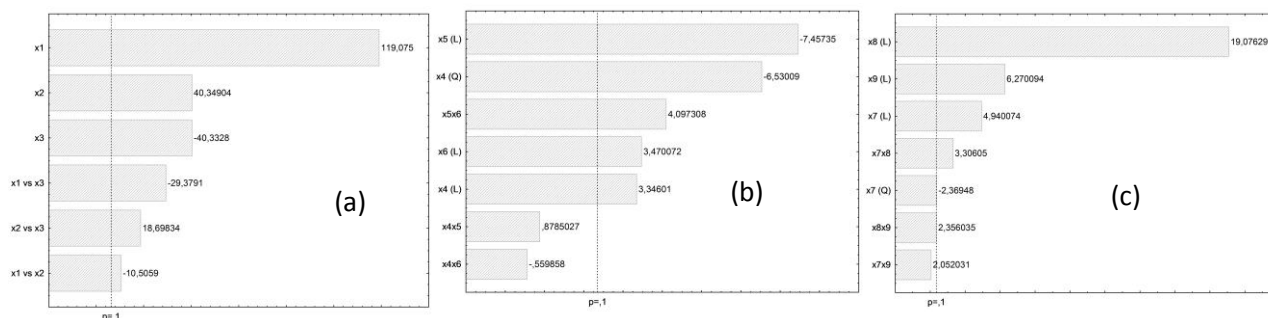 x1
119,075
x2
40,34904
x3
-40,3328
x1 vs x3
-29,3791
x2 vs x3
18,69834
x1 vs x2
-10,5059
p=,1
(a)
x5 (L)
-7,45735
x4 (Q)
-6,53009
x5x6
4,097308
x6 (L)
3,470072
x4 (L)
3,34601
x4x5
,8785027
x4x6
-,559858
p=,1
(b)
x8 (L)
19,07629
x9 (L)
6,270094
x7 (L)
4,940074
x7x8
3,30605
x7 (Q)
-2,36948
x8x9
2,356035
x7x9
2,052031
p=,1
(c)